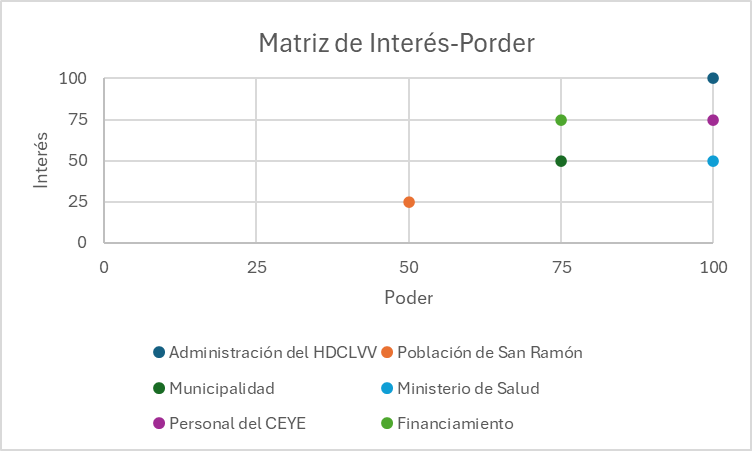 Matriz de Interés-Porder
Interés
100
75
50
25
0
0 25 50 75 100
Poder
Administración del HDCLVV Población de San Ramón
Municipalidad Ministerio de Salud
Personal del CEYE Financiamiento